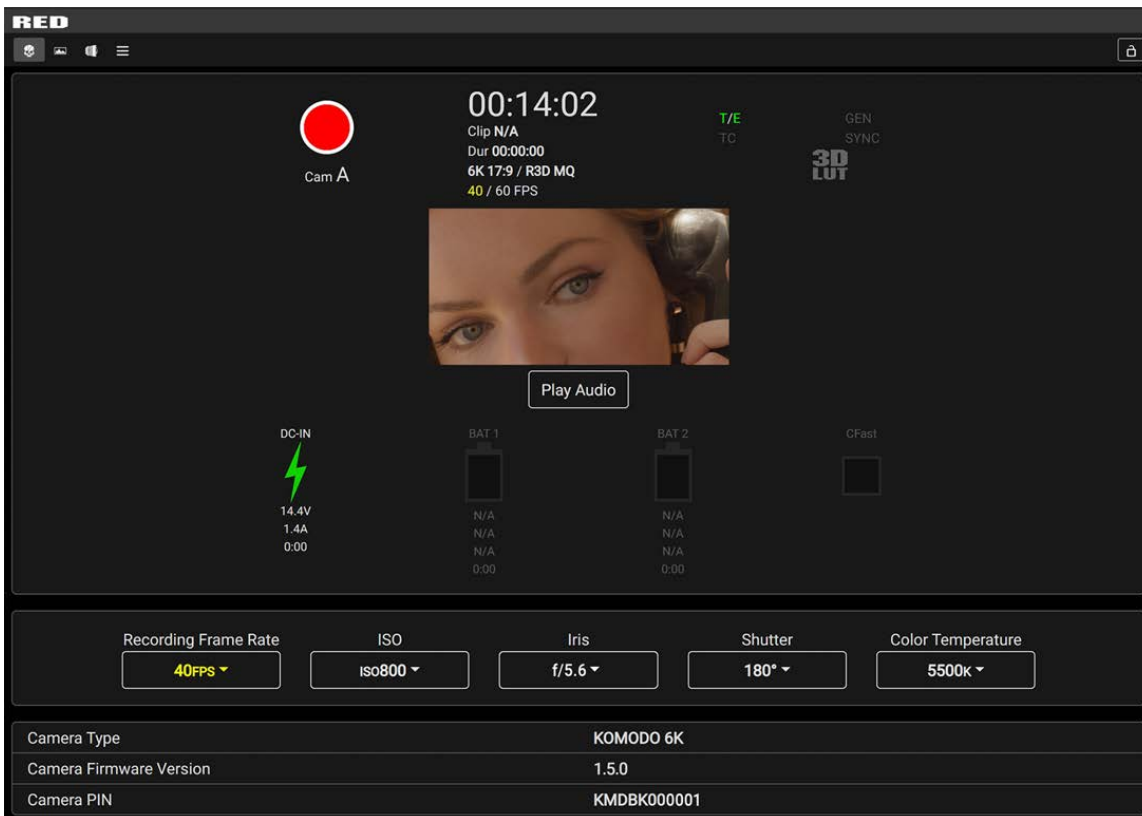 RED
Cam A
00:14:02
Clip N/A
Dur 00:00:00
6K 17:9 / R3D MQ
40 / 60 FPS
T/E
TC
GEN
SYNC
3D
LUT
Play Audio
DC-IN
14.4V
1.4A
0:00
BAT 1
N/A
N/A
N/A
0:00
BAT 2
N/A
N/A
N/A
0:00
CFast
Recording Frame Rate ISO Iris Shutter Color Temperature
40FPS ISO800 f/5.6 180° 5500K
Camera Type KOMODO 6K
Camera Firmware Version 1.5.0
Camera PIN KMDBK000001